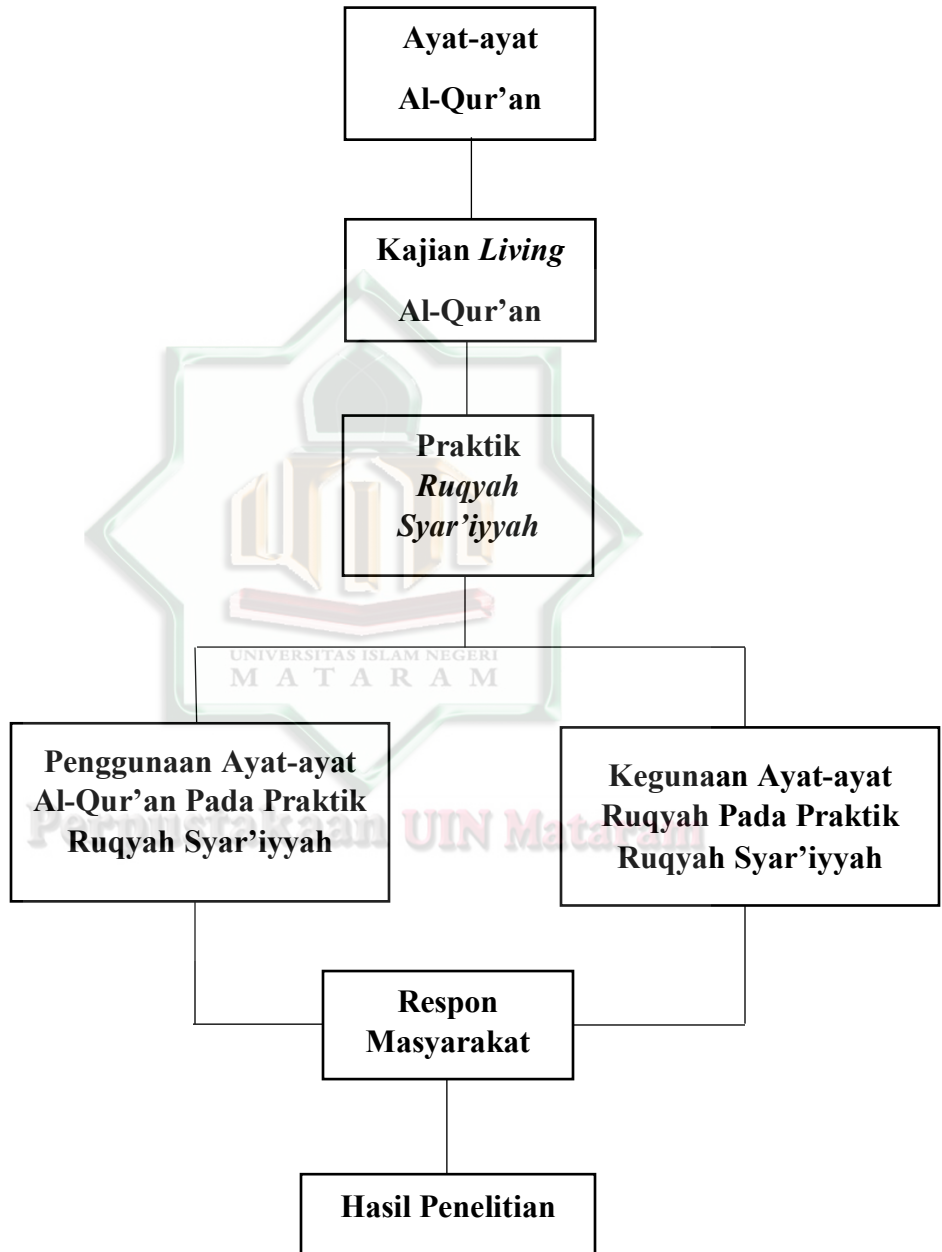 Ayat-ayat
Al-Qur’an
Kajian Living
Al-Qur’an
Praktik
Ruqyah
Syar’iyyah
UNIVERSITAS ISLAM NEGERI
MATARAM
Penggunaan Ayat-ayat
Al-Qur’an Pada Praktik
Ruqyah Syar’iyyah
Kegunaan Ayat-ayat
Ruqyah Pada Praktik
Ruqyah Syar’iyyah
Perpustakaan UIN Mataram
Respon
Masyarakat
Hasil Penelitian